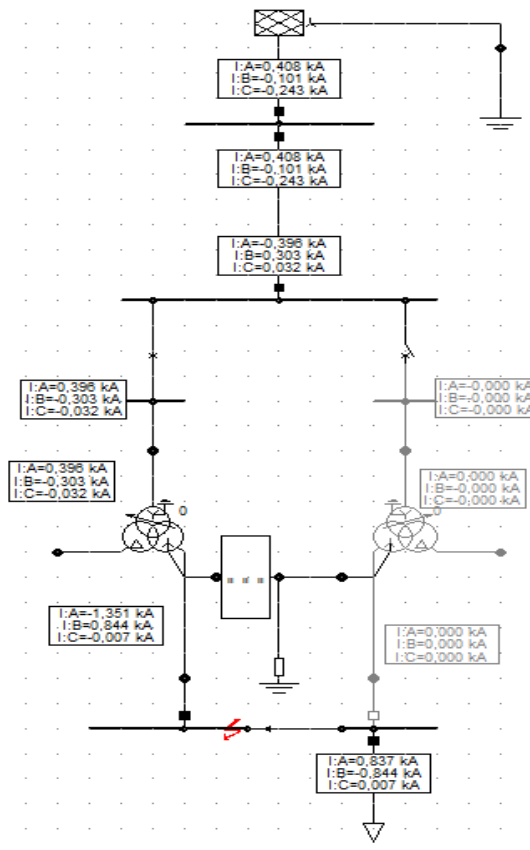 I:A=0,408 kA
I:B=-0,101 kA
I:C=-0,243 kA
I:A=0,408 kA
I:B=-0,101 kA
I:C=-0,243 kA
I:A=-0,396 kA
I:B=0,303 kA
I:C=0,032 kA
I:A=0,396 kA
I:B=-0,303 kA
I:C=-0,032 kA
I:A=-0,000 kA
I:B=-0,000 kA
I:C=-0,000 kA
I:A=0,396 kA
I:B=-0,303 kA
I:C=-0,032 kA
I:A=0,000 kA
I:B=-0,000 kA
I:C=-0,000 kA
0
0
I:A=-1,351 kA
I:B=0,844 kA
I:C=-0,007 kA
I:A=0,000 kA
I:B=0,000 kA
I:C=0,000 kA
I:A=0,837 kA
I:B=-0,844 kA
I:C=0,007 kA